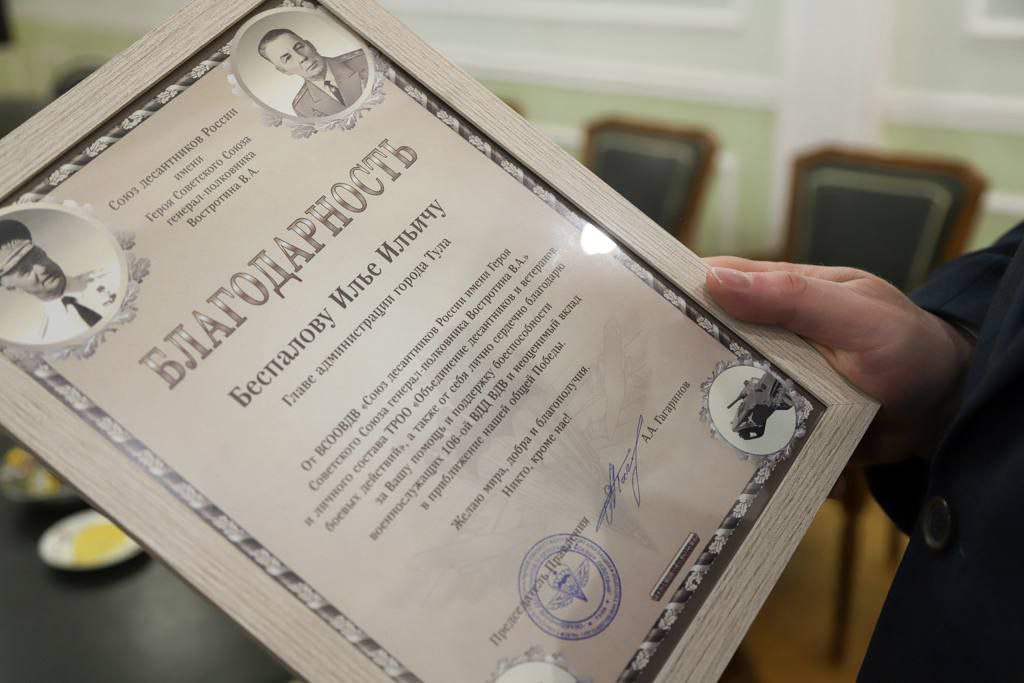 Союз десантников России
имени
Героя Советского Союза
генерал-полковника
Востротина В.А.
БЛАГОДАРНОСТЬ
Беспалову Илье Ильичу
Главе администрации города Тула
От ВСООВДВ «Союз десантников России имени Героя
Советского Союза генерал-полковника Востротина В.А.»
и личного состава ТРОО «Объединение десантников и ветеранов
боевых действий», а также от себя лично сердечно благодарю
за Вашу помощь и поддержку боеспособности
военнослужащих 106-ой ВДД ВДВ и неоценимый вклад
в приближение нашей общей Победы.
Желаю мира, добра и благополучия.
Никто, кроме нас!
Председатель Правления
А.А. Гагаринов